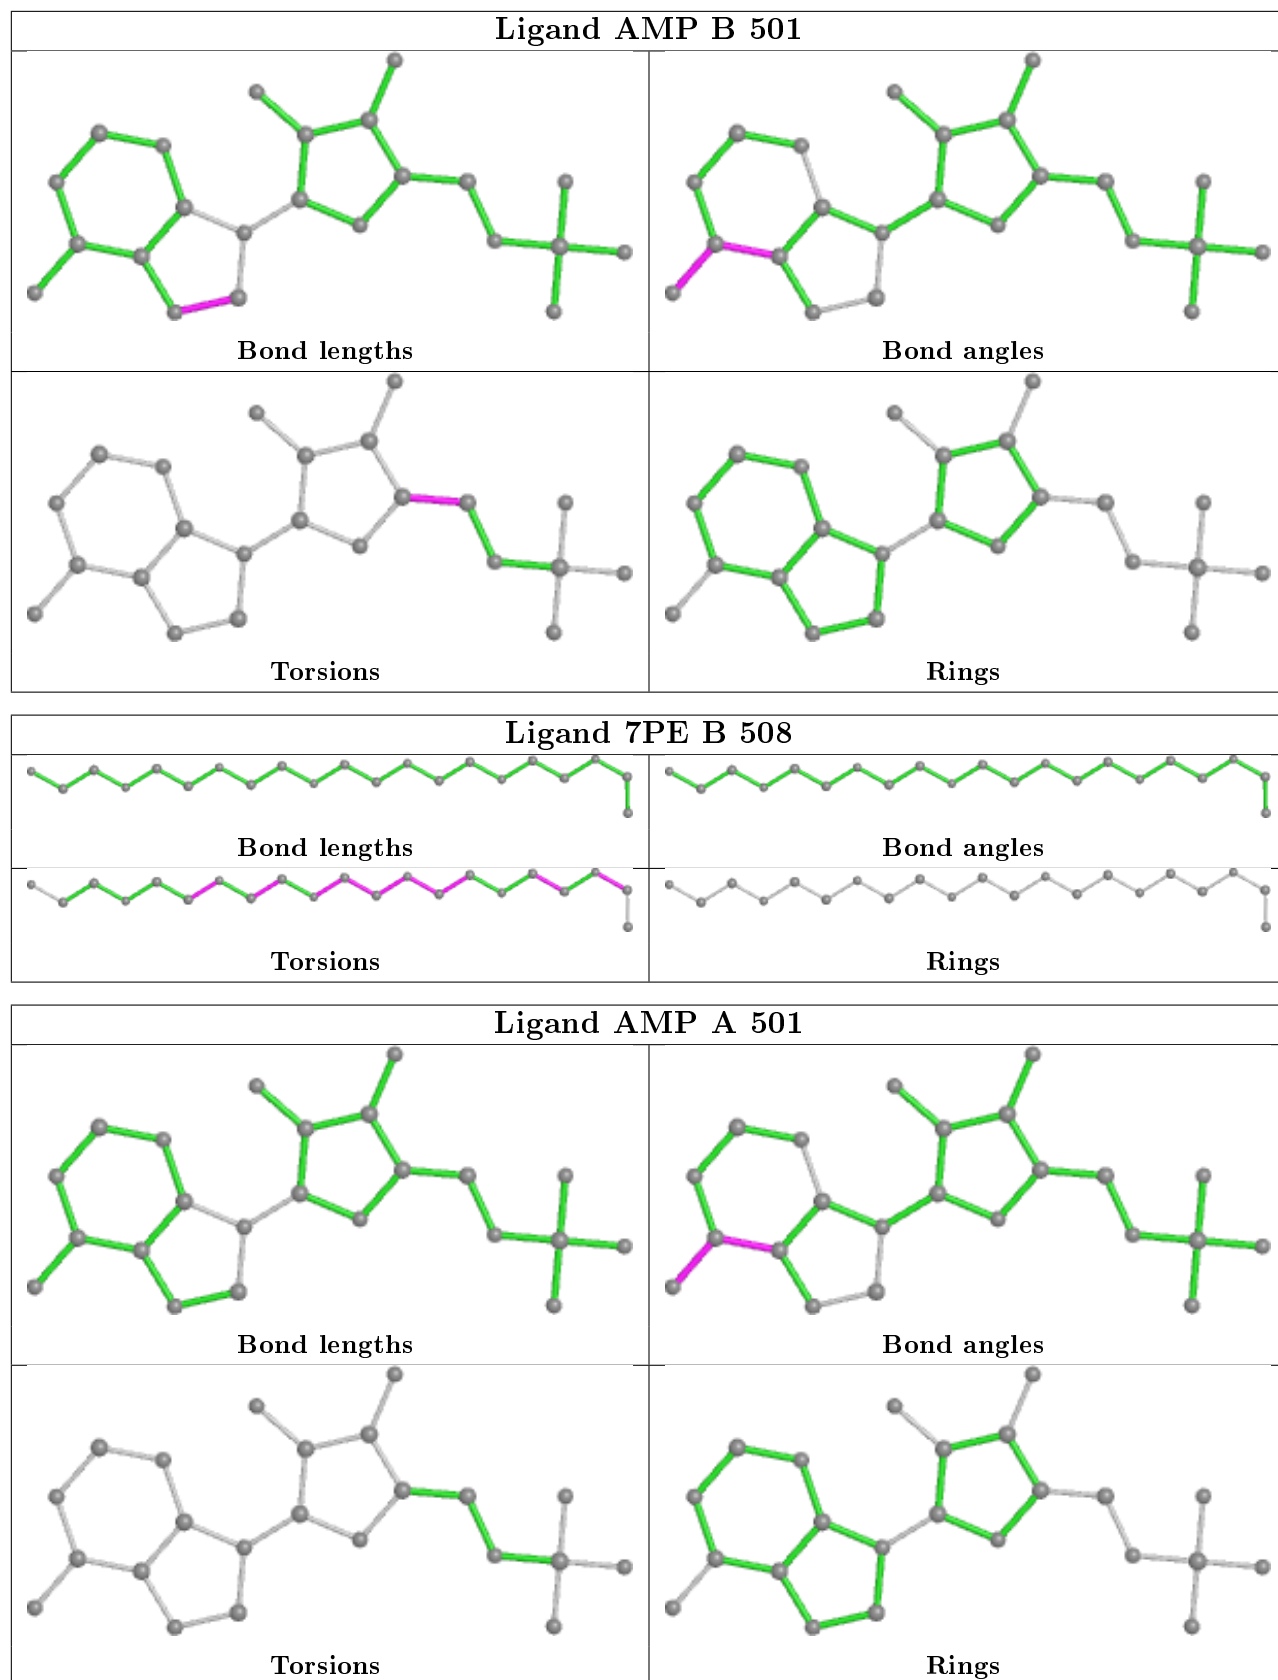 Ligand AMP B 501
Bond lengths
Bond angles
Torsions
Rings
Ligand 7PE B 508
Bond lengths
Bond angles
Torsions
Rings
Ligand AMP A 501
Bond lengths
Bond angles
Torsions
Rings